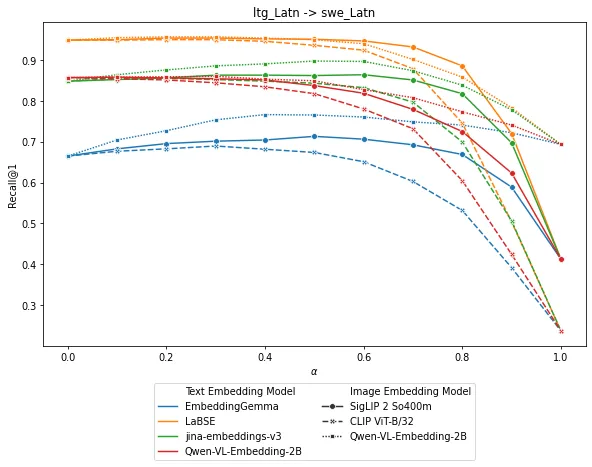 ltg_Latn -> swe_Latn
Recall@1
0.9
0.8
0.7
0.6
0.5
0.4
0.3
0.0
0.2
0.4
0.6
0.8
1.0
α
Text Embedding Model
EmbeddingGemma
LaBSE
jina-embeddings-v3
Qwen-VL-Embedding-2B
Image Embedding Model
SigLIP 2 So400m
CLIP ViT-B/32
Qwen-VL-Embedding-2B